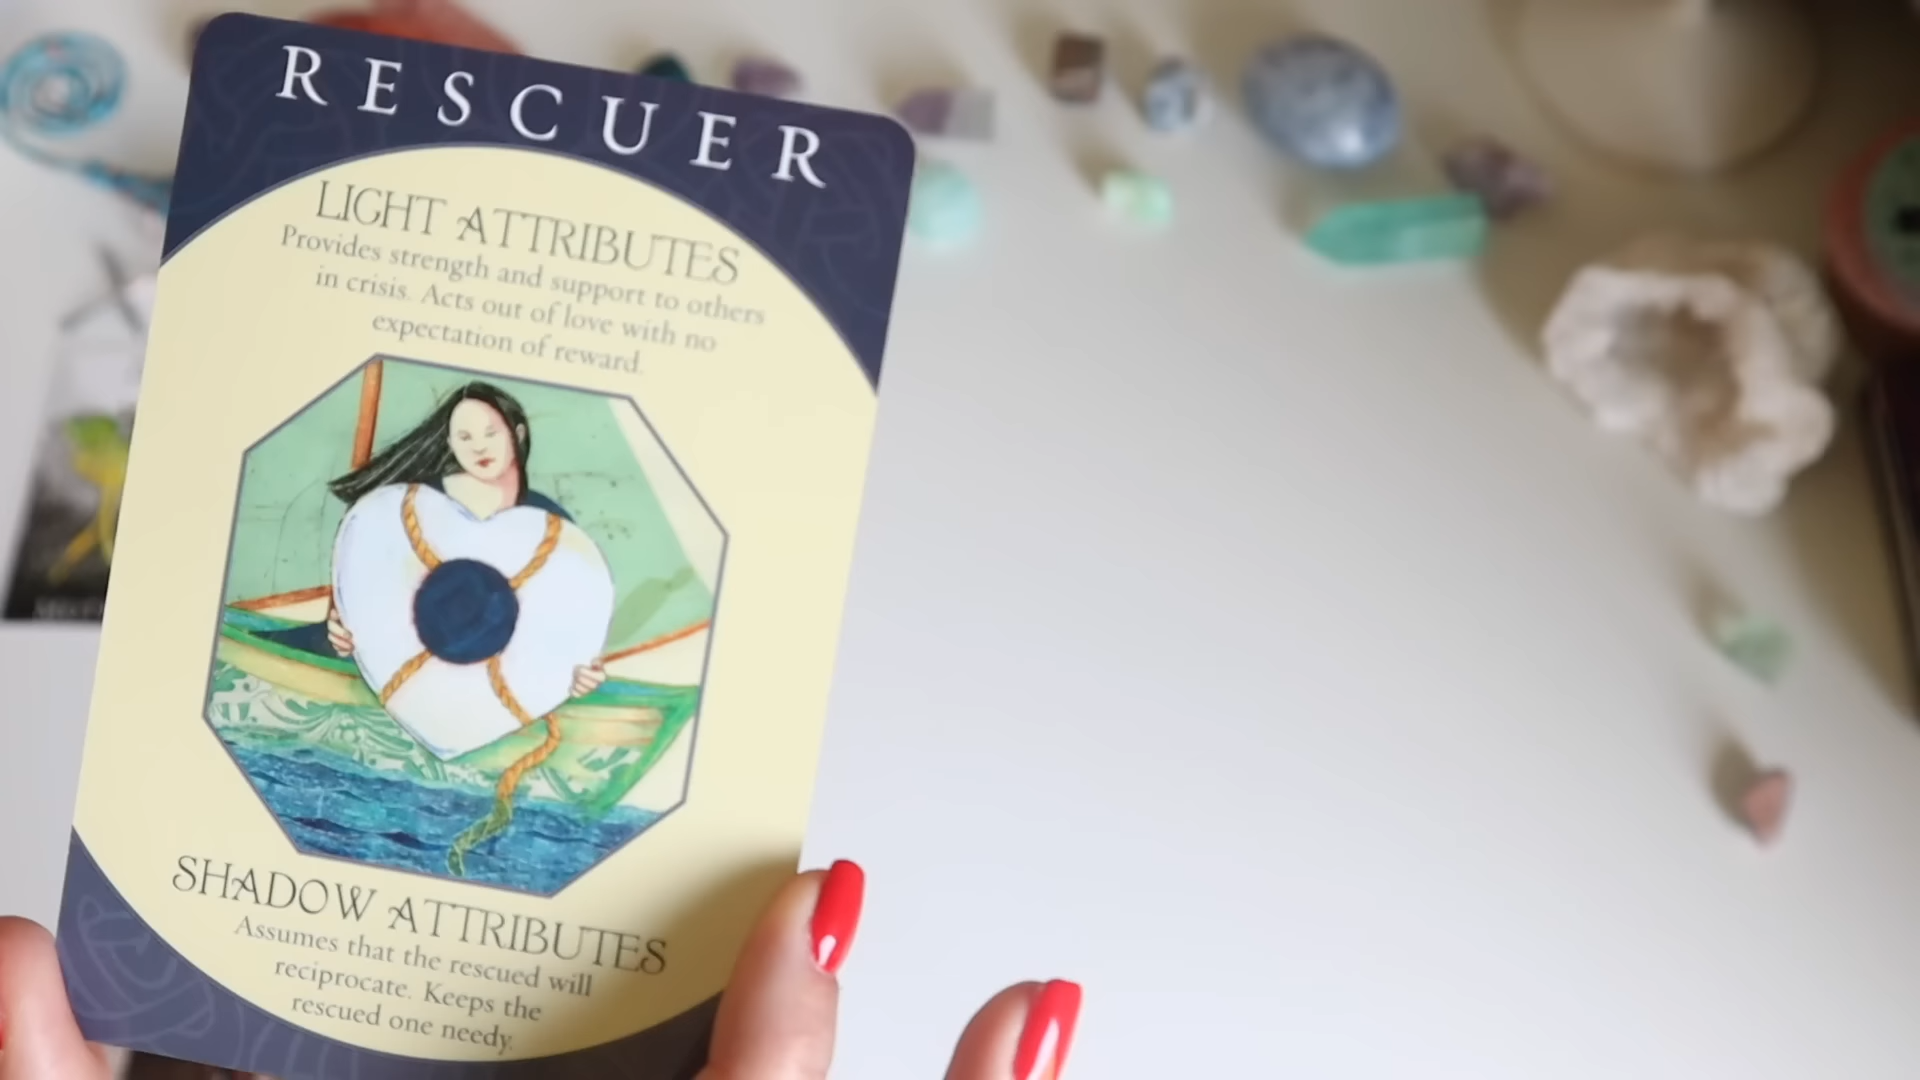 RESCUER
LIGHT ATTRIBUTES
Provides strength and support to others
in crisis. Acts out of love with no
expectation of reward.
SHADOW ATTRIBUTES
Assumes that the rescued will
reciprocate. Keeps the
rescued one needy.